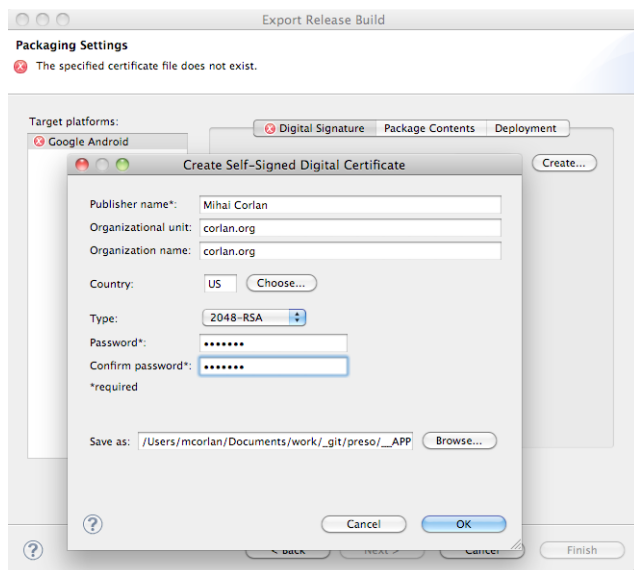 Export Release Build
Packaging Settings
The specified certificate file does not exist.
Target platforms:
Digital Signature Package Contents Deployment
Google Android
Create Self-Signed Digital Certificate
Create...
Publisher name*: Mihai Corlan
Organizational unit: corlan.org
Organization name: corlan.org
Country: US Choose...
Type: 2048-RSA
Password*: •••••••
Confirm password*: •••••••
*required
Save as: /Users/mcorlan/Documents/work/_git/preso/__APP Browse...
? Cancel OK
? < Back Next > Cancel Finish